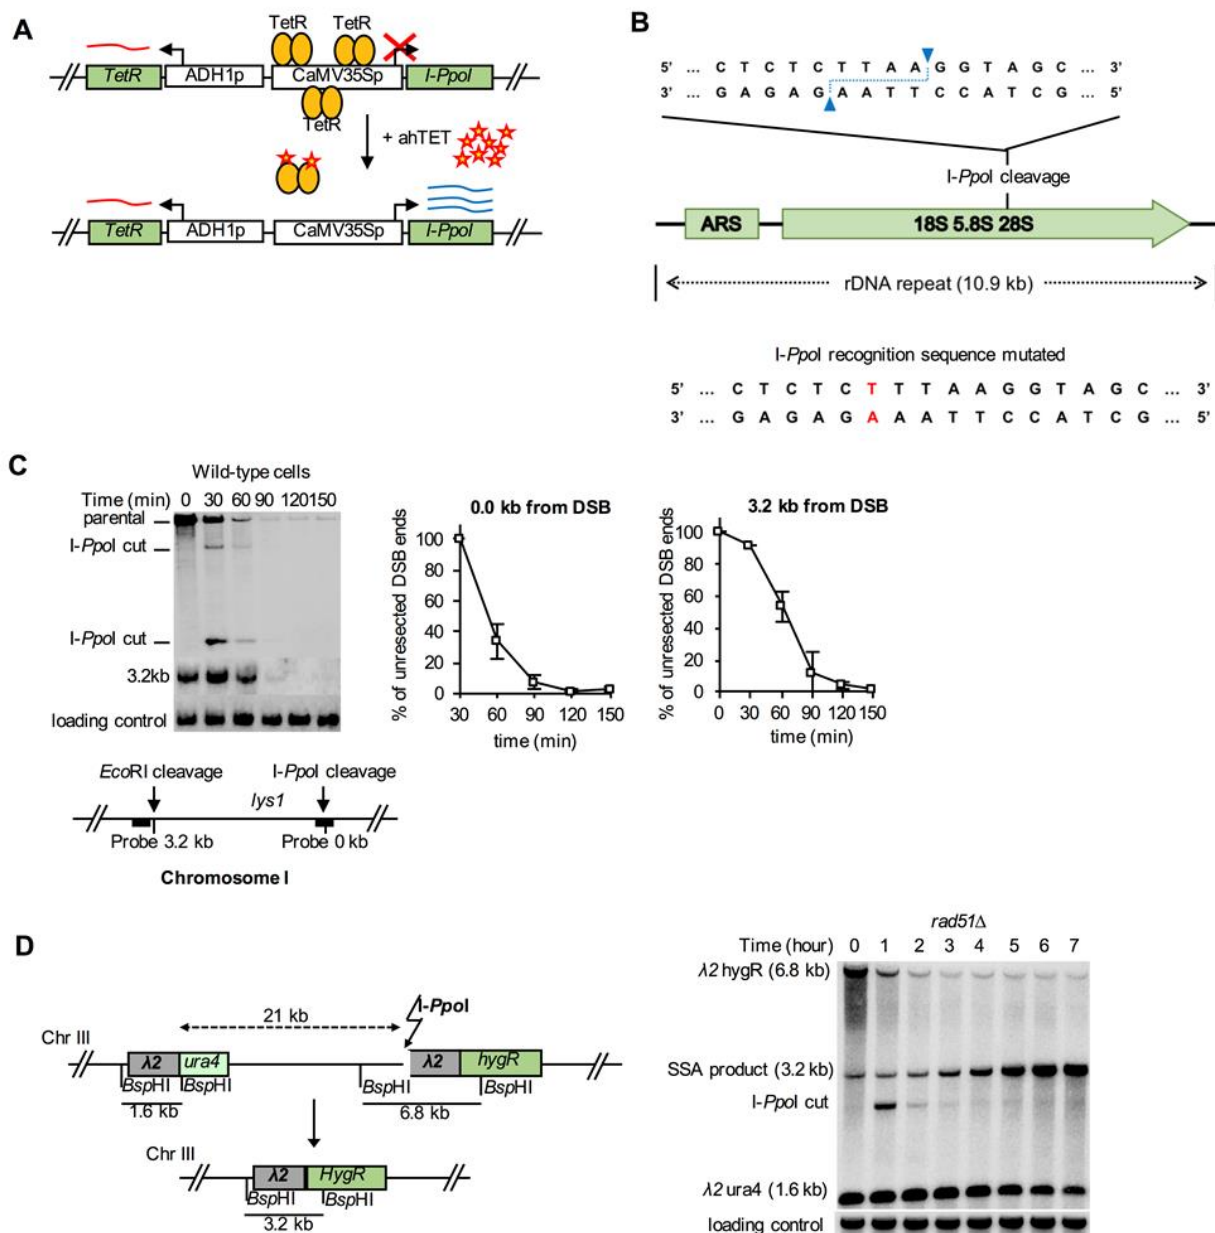 A
TetR TetR
TetR ADH1p CaMV35Sp I-PpoI
TetR
+ ahTET
TetR ADH1p CaMV35Sp I-PpoI
B
5' ... C T C T C T T A A G G T A G C ... 3'
3' ... G A G A G A A T T C C A T C G ... 5'
I-PpoI cleavage
ARS 18S 5.8S 28S
rDNA repeat (10.9 kb)
I-PpoI recognition sequence mutated
5' ... C T C T C T T T A A G G T A G C ... 3'
3' ... G A G A G A A A T T C C A T C G ... 5'
C
Wild-type cells
Time (min) 0 30 60 90 120 150
parental
I-PpoI cut
I-PpoI cut
3.2kb
loading control
0.0 kb from DSB
% of unresected DSB ends
100
80
60
40
20
0
30 60 90 120 150
time (min)
3.2 kb from DSB
% of unresected DSB ends
100
80
60
40
20
0
0 30 60 90 120 150
time (min)
EcoRI cleavage I-PpoI cleavage
lys1
Probe 3.2 kb Probe 0 kb
Chromosome I
D
I-PpoI
21 kb
Chr III
λ2 ura4 λ2 hygR
BspHI BspHI BspHI BspHI
1.6 kb 6.8 kb
Chr III
λ2 HygR
BspHI BspHI
3.2 kb
rad51Δ
Time (hour) 0 1 2 3 4 5 6 7
λ2 hygR (6.8 kb)
SSA product (3.2 kb)
I-PpoI cut
λ2 ura4 (1.6 kb)
loading control